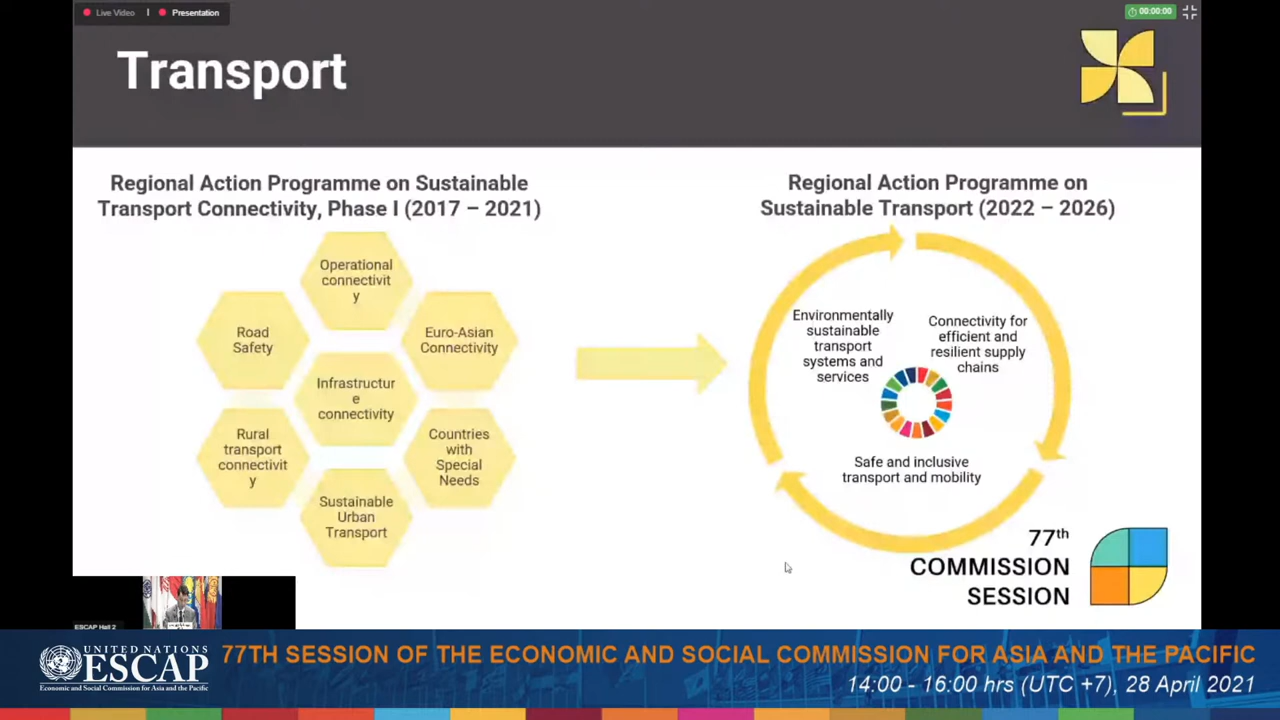 Live Video
Presentation
00:00:00
Transport
Regional Action Programme on Sustainable
Transport Connectivity, Phase I (2017 – 2021)
Operational
connectivit
y
Road
Safety
Euro-Asian
Connectivity
Infrastructur
e
connectivity
Rural
transport
connectivit
y
Countries
with
Special
Needs
Sustainable
Urban
Transport
Regional Action Programme on
Sustainable Transport (2022 – 2026)
Environmentally
sustainable
transport
systems and
services
Connectivity for
efficient and
resilient supply
chains
Safe and inclusive
transport and mobility
77th
COMMISSION
SESSION
ESCAP Hall 2
UNITED NATIONS
ESCAP
Economic and Social Commission for Asia and the Pacific
77TH SESSION OF THE ECONOMIC AND SOCIAL COMMISSION FOR ASIA AND THE PACIFIC
14:00 - 16:00 hrs (UTC +7), 28 April 2021